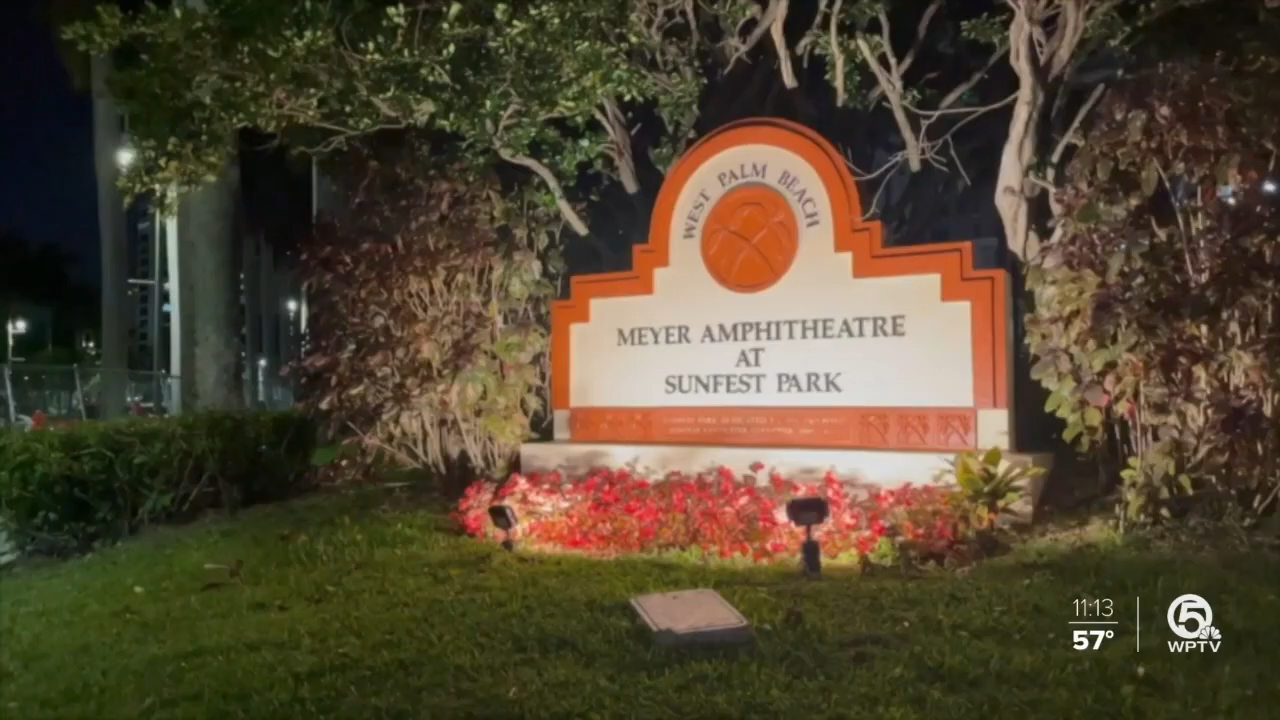 WEST PALM BEACH
MEYER AMPHITHEATRE
AT
SUNFEST PARK
11:13
57°
5
WPTV